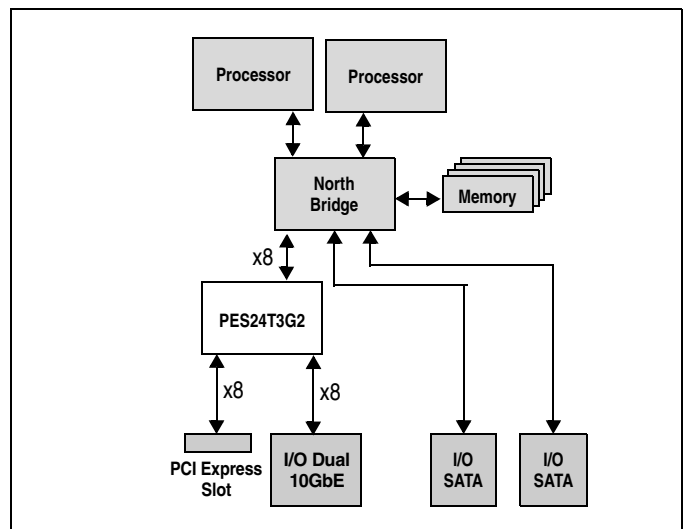 Processor
Processor
North
Bridge
Memory
x8
PES24T3G2
x8
x8
PCI Express
Slot
I/O Dual
10GbE
I/O
SATA
I/O
SATA